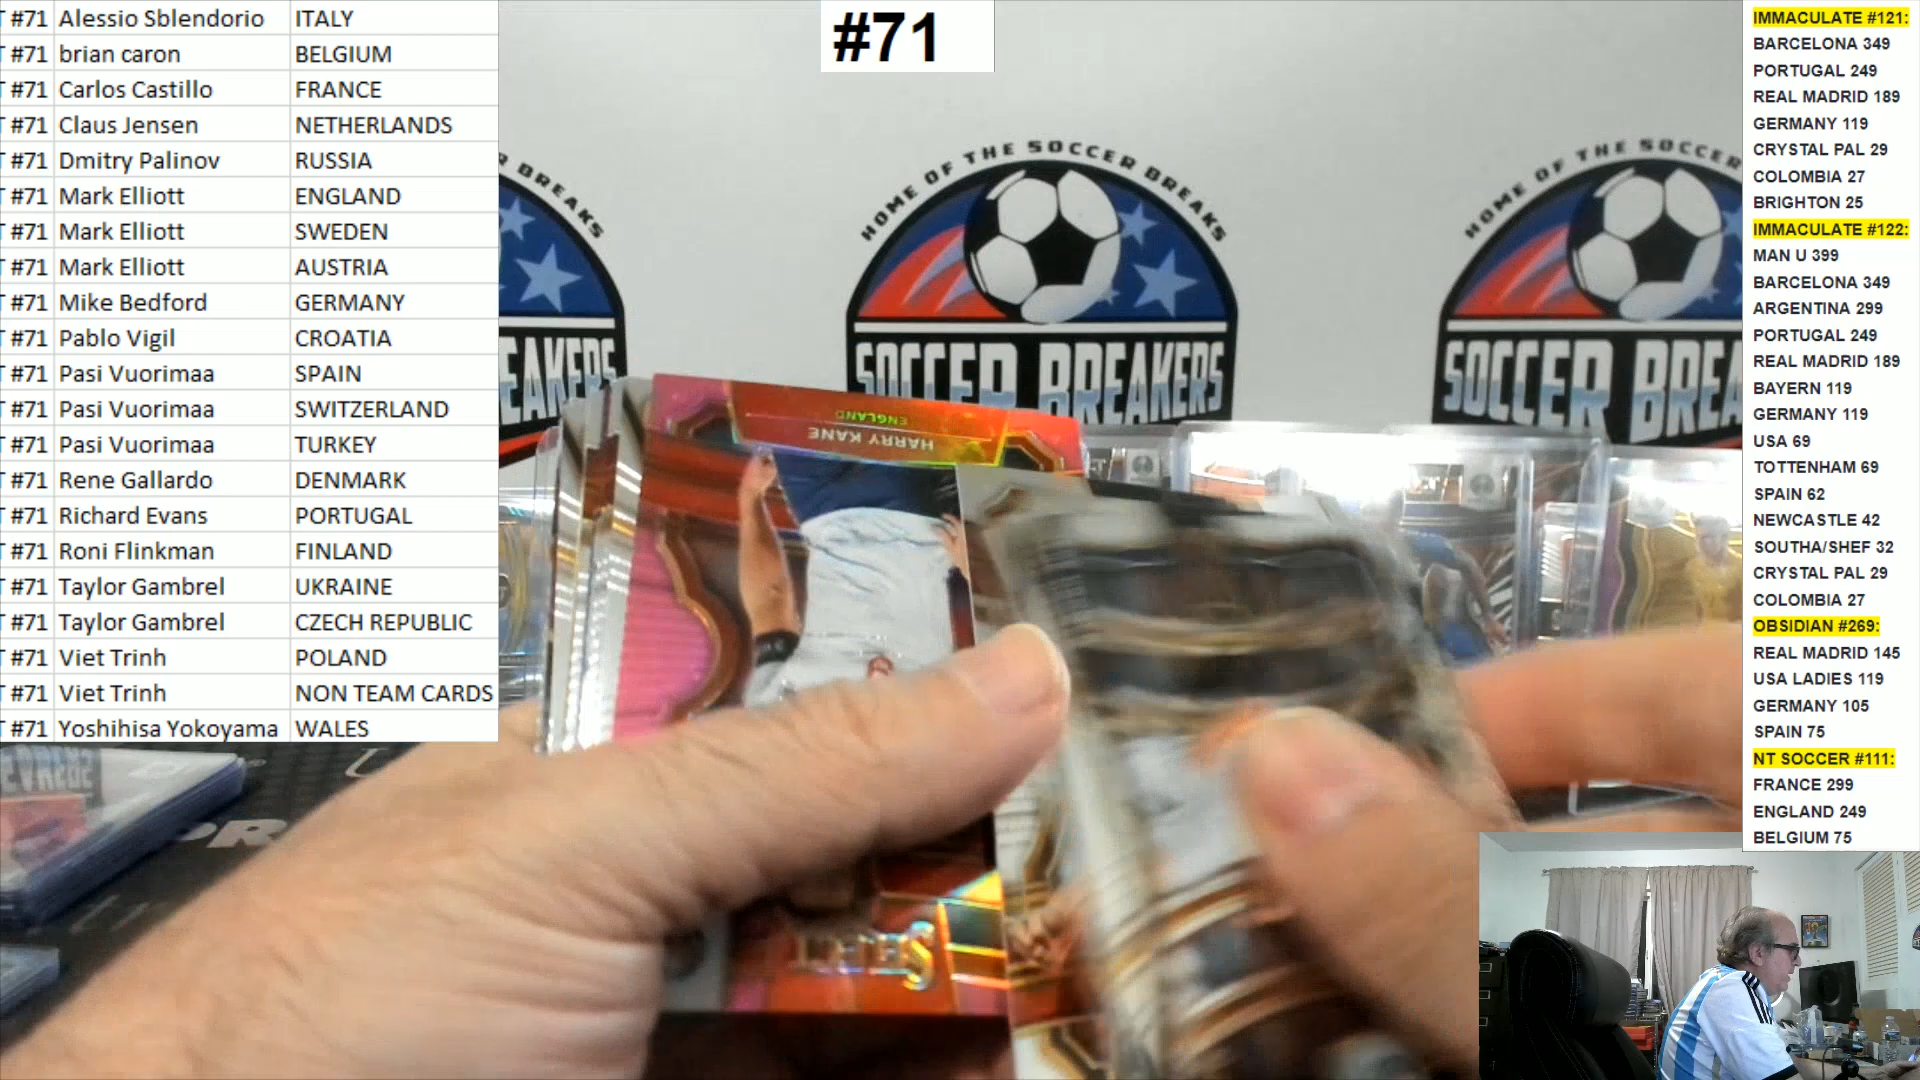 T #71 Alessio Sblendorio ITALY
T #71 brian caron BELGIUM
T #71 Carlos Castillo FRANCE
T #71 Claus Jensen NETHERLANDS
T #71 Dmitry Palinov RUSSIA
T #71 Mark Elliott ENGLAND
T #71 Mark Elliott SWEDEN
T #71 Mark Elliott AUSTRIA
T #71 Mike Bedford GERMANY
T #71 Pablo Vigil CROATIA
T #71 Pasi Vuorimaa SPAIN
T #71 Pasi Vuorimaa SWITZERLAND
T #71 Pasi Vuorimaa TURKEY
T #71 Rene Gallardo DENMARK
T #71 Richard Evans PORTUGAL
T #71 Roni Flinkman FINLAND
T #71 Taylor Gambrel UKRAINE
T #71 Taylor Gambrel CZECH REPUBLIC
T #71 Viet Trinh POLAND
T #71 Viet Trinh NON TEAM CARDS
T #71 Yoshihisa Yokoyama WALES
#71
BREAKS
EAKERS
HOME OF THE SOCCER BREAKS
SOCCER BREAKERS
HOME OF THE SOCCER
SOCCER BREA
ENGLAND
HARRY KANE
SELECT
IMMACULATE #121:
BARCELONA 349
PORTUGAL 249
REAL MADRID 189
GERMANY 119
CRYSTAL PAL 29
COLOMBIA 27
BRIGHTON 25
IMMACULATE #122:
MAN U 399
BARCELONA 349
ARGENTINA 299
PORTUGAL 249
REAL MADRID 189
BAYERN 119
GERMANY 119
USA 69
TOTTENHAM 69
SPAIN 62
NEWCASTLE 42
SOUTHA/SHEF 32
CRYSTAL PAL 29
COLOMBIA 27
OBSIDIAN #269:
REAL MADRID 145
USA LADIES 119
GERMANY 105
SPAIN 75
NT SOCCER #111:
FRANCE 299
ENGLAND 249
BELGIUM 75